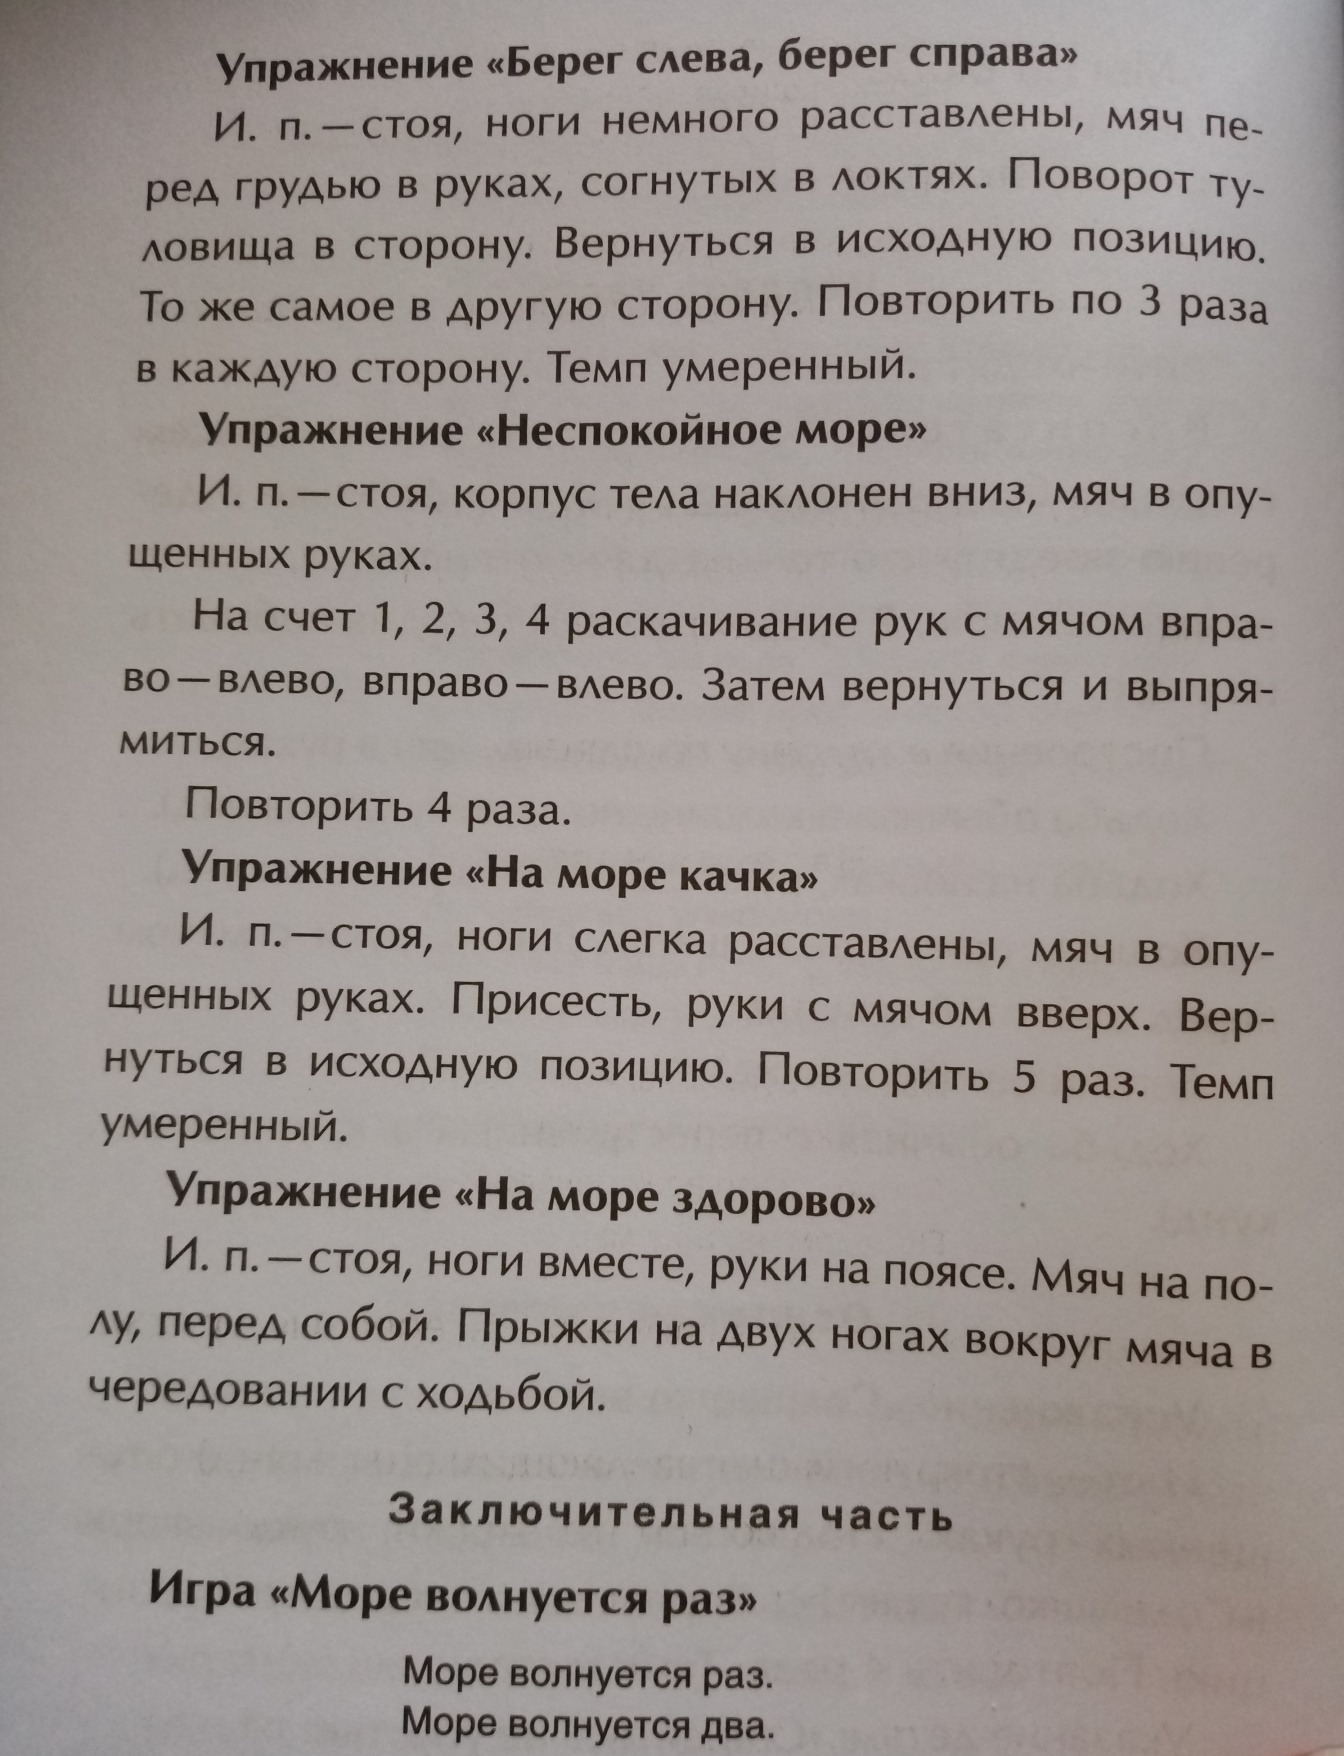 Упражнение «Берег слева, берег справа»
И. п. — стоя, ноги немного расставлены, мяч пе-
ред грудью в руках, согнутых в локтях. Поворот ту-
ловища в сторону. Вернуться в исходную позицию.
То же самое в другую сторону. Повторить по 3 раза
в каждую сторону. Темп умеренный.
Упражнение «Неспокойное море»
И. п. — стоя, корпус тела наклонен вниз, мяч в опу-
щенных руках.
На счет 1, 2, 3, 4 раскачивание рук с мячом впра-
во — влево, вправо — влево. Затем вернуться и выпря-
миться.
Повторить 4 раза.
Упражнение «На море качка»
И. п. — стоя, ноги слегка расставлены, мяч в опу-
щенных руках. Присесть, руки с мячом вверх. Вер-
нуться в исходную позицию. Повторить 5 раз. Темп
умеренный.
Упражнение «На море здорово»
И. п. — стоя, ноги вместе, руки на поясе. Мяч на по-
лу, перед собой. Прыжки на двух ногах вокруг мяча в
чередовании с ходьбой.
Заключительная часть
Игра «Море волнуется раз»
Море волнуется раз.
Море волнуется два.